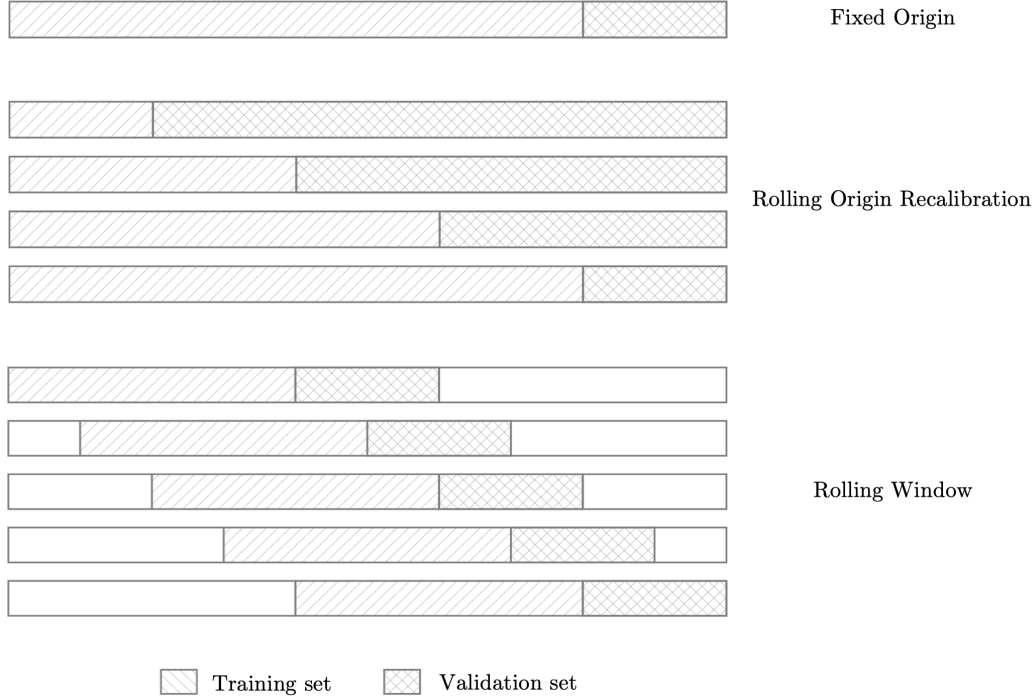 Fixed Origin
Rolling Origin Recalibration
Rolling Window
Training set
Validation set